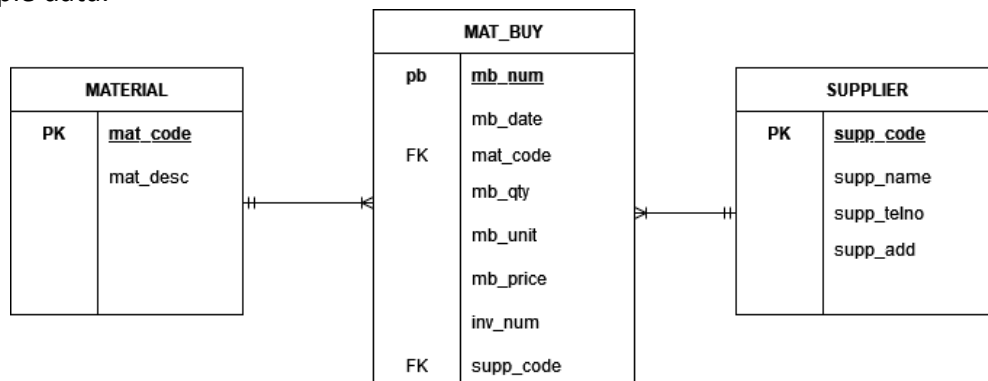 MAT_BUY
pb mb_num
mb_date
FK mat_code
mb_qty
mb_unit
mb_price
inv_num
FK supp_code
MATERIAL
PK mat_code
mat_desc
SUPPLIER
PK supp_code
supp_name
supp_telno
supp_add